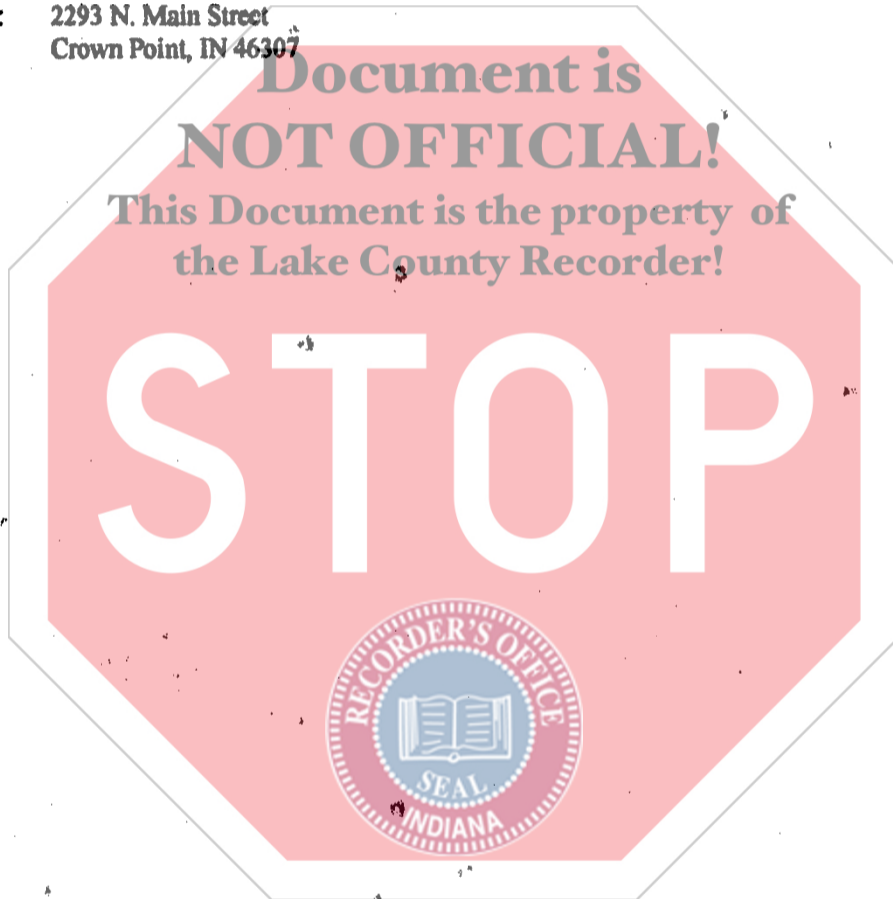 : 2293 N. Main Street
Crown Point, IN 46307
Document is
NOT OFFICIAL!
This Document is the property of
the Lake County Recorder!
STOP
RECORDER'S OFFICE
SEAL
INDIANA